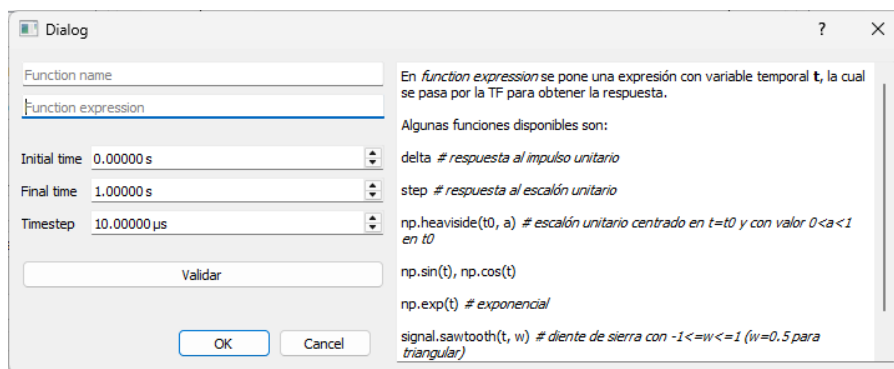 Dialog
?
Function name
Function expression
Initial time 0.00000 s
Final time 1.00000 s
Timestep 10.00000 µs
Validar
OK Cancel
En function expression se pone una expresión con variable temporal t, la cual
se pasa por la TF para obtener la respuesta.
Algunas funciones disponibles son:
delta # respuesta al impulso unitario
step # respuesta al escalón unitario
np.heaviside(t0, a) # escalón unitario centrado en t=t0 y con valor 0<a<1
en t0
np.sin(t), np.cos(t)
np.exp(t) # exponencial
signal.sawtooth(t, w) # diente de sierra con -1<=w<=1 (w=0.5 para
triangular)